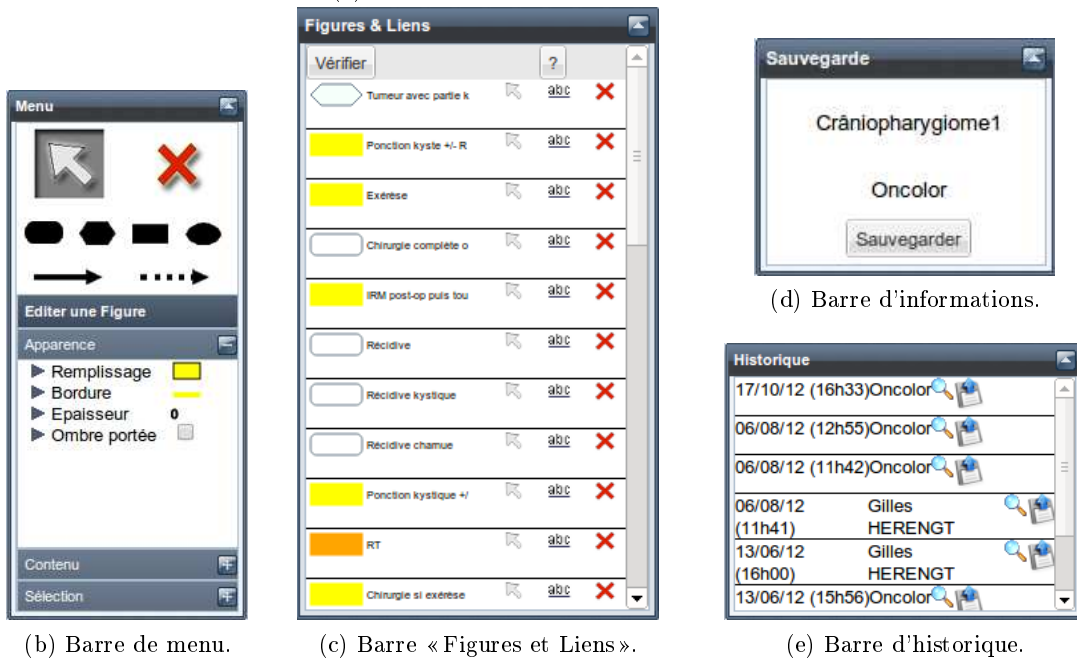 Menu
Editer une Figure
Apparence
Remplissage
Bordure
Epaisseur 0
Ombre portée
Contenu
Sélection
(b) Barre de menu.
Figures & Liens
Vérifier ?
Tumeur avec partie k abc
Ponction kyste +/- R abc
Exérèse abc
Chirurgie complète o abc
IRM post-op puis tou abc
Récidive abc
Récidive kystique abc
Récidive charnue abc
Ponction kystique +/ abc
RT abc
Chirurgie si exérèse abc
(c) Barre «Figures et Liens».
Sauvegarde
Crâniopharygiome1
Oncolor
Sauvegarder
(d) Barre d'informations.
Historique
17/10/12 (16h33)Oncolor
06/08/12 (12h55)Oncolor
06/08/12 (11h42)Oncolor
06/08/12 Gilles
(11h41) HERENGT
13/06/12 Gilles
(16h00) HERENGT
13/06/12 (15h56)Oncolor
(e) Barre d'historique.